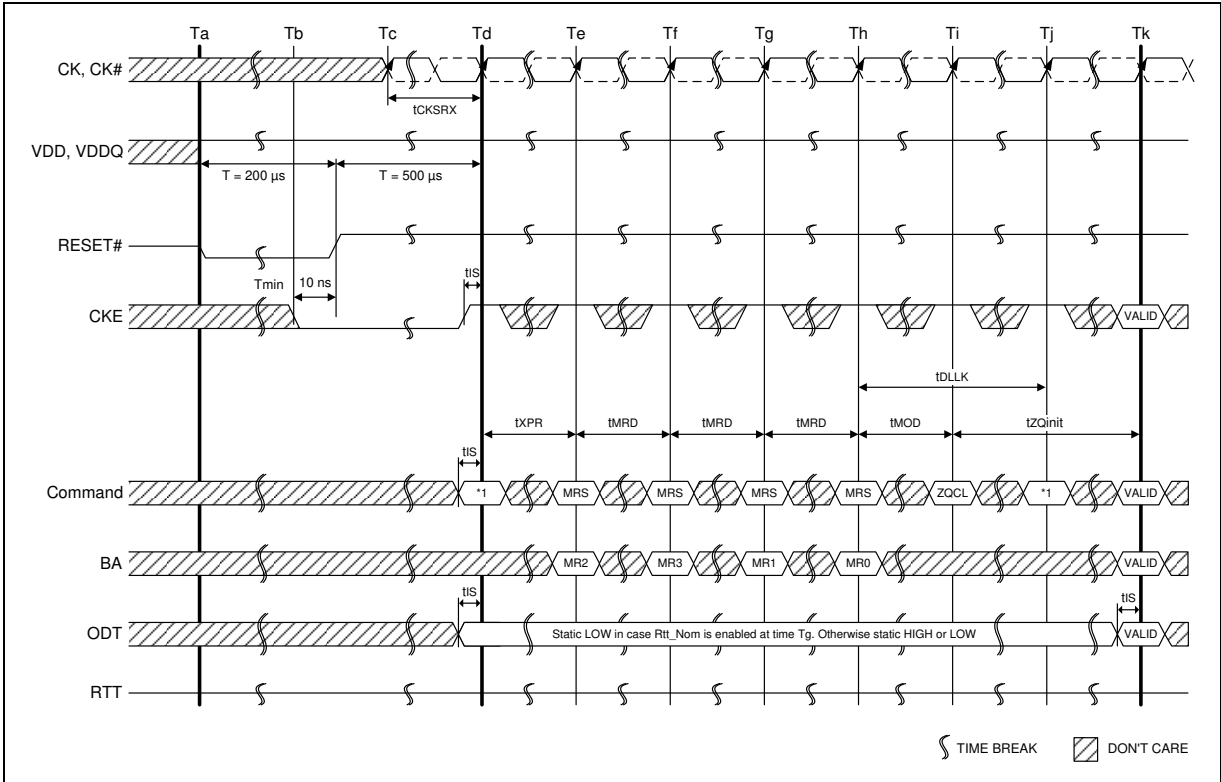 Ta Tb Tc Td Te Tf Tg Th Ti Tj Tk
CK, CK#
tCKSRX
VDD, VDDQ
T = 200 µs T = 500 µs
RESET#
Tmin 10 ns tIS
CKE VALID
tDLLK
tXPR tMRD tMRD tMRD tMOD tZQinit
tIS
Command *1 MRS MRS MRS MRS ZQCL *1 VALID
BA MR2 MR3 MR1 MR0 VALID
tIS tIS
ODT Static LOW in case Rtt_Nom is enabled at time Tg. Otherwise static HIGH or LOW VALID
RTT
TIME BREAK DON'T CARE